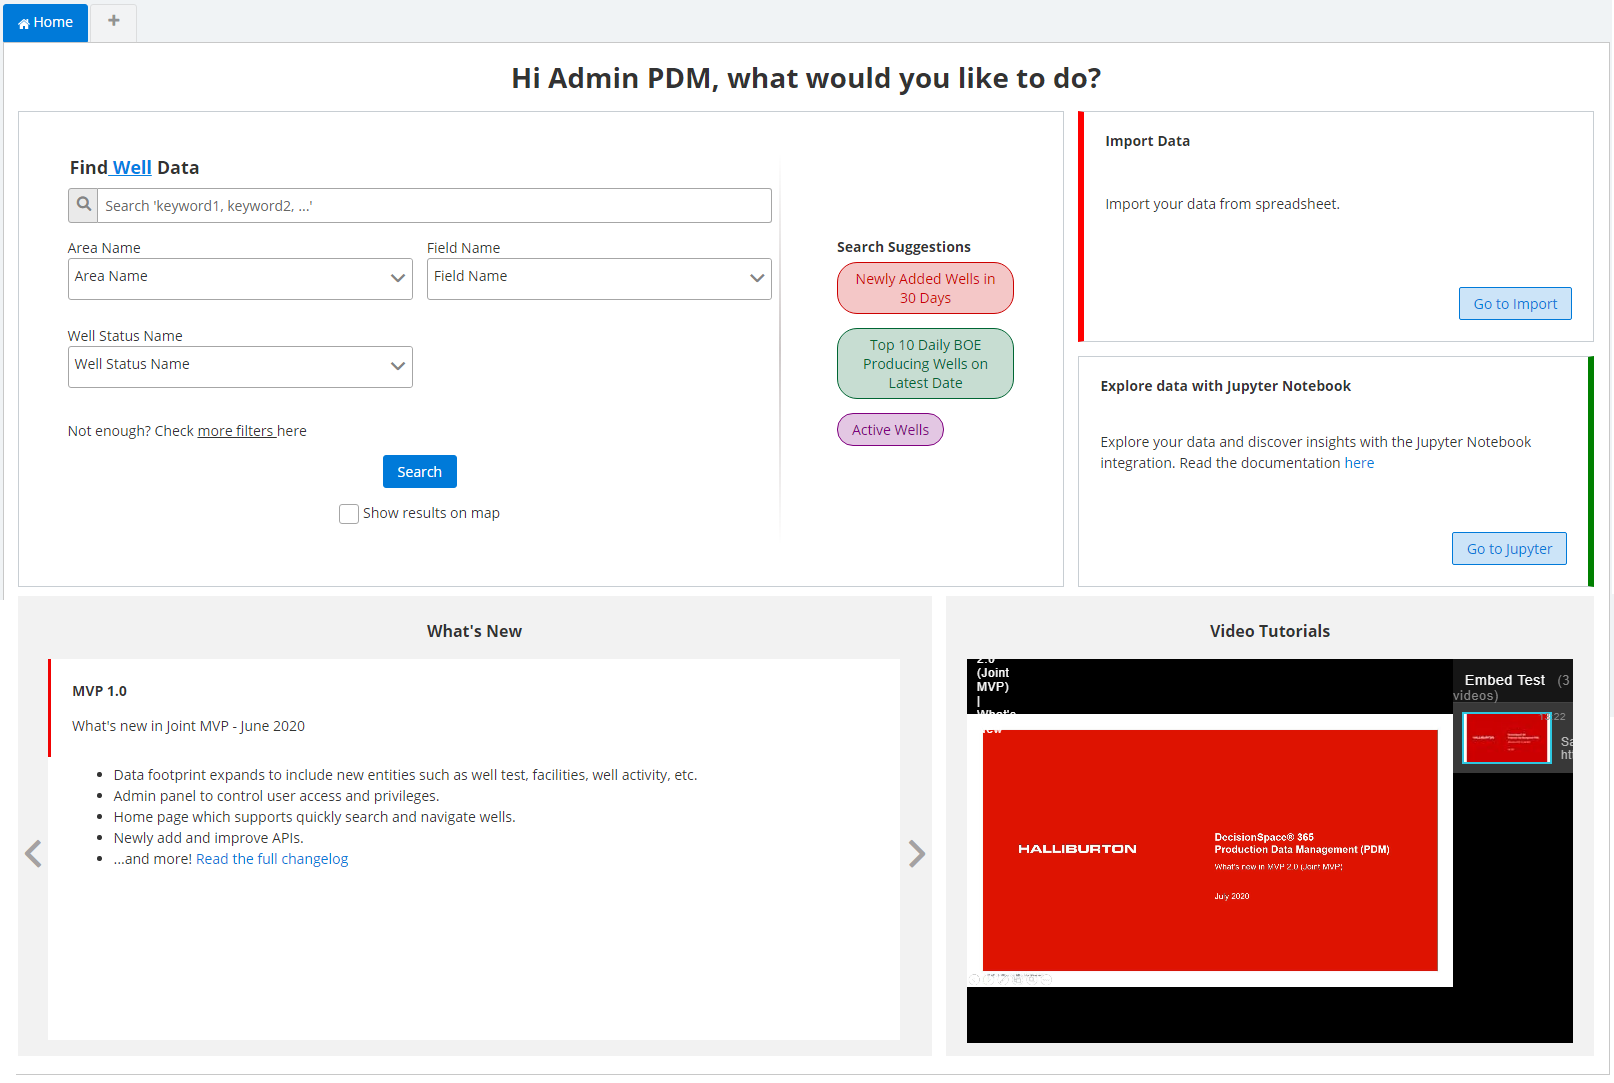 Home
+
Hi Admin PDM, what would you like to do?
Find Well Data
Search 'keyword1, keyword2, ...'
Area Name
Field Name
Area Name
Field Name
Well Status Name
Well Status Name
Not enough? Check more filters here
Search
Show results on map
Search Suggestions
Newly Added Wells in
30 Days
Top 10 Daily BOE
Producing Wells on
Latest Date
Active Wells
Import Data
Import your data from spreadsheet.
Go to Import
Explore data with Jupyter Notebook
Explore your data and discover insights with the Jupyter Notebook
integration. Read the documentation here
Go to Jupyter
What's New
MVP 1.0
What's new in Joint MVP - June 2020
• Data footprint expands to include new entities such as well test, facilities, well activity, etc.
• Admin panel to control user access and privileges.
• Home page which supports quickly search and navigate wells.
• Newly add and improve APIs.
• ...and more! Read the full changelog
Video Tutorials
2.0
(Joint
MVP)
|
What's
new
Embed Test (3
videos)
HALLIBURTON
DecisionSpace® 365
Production Data Management (PDM)
What's new in MVP 2.0 (Joint MVP)
July 2020